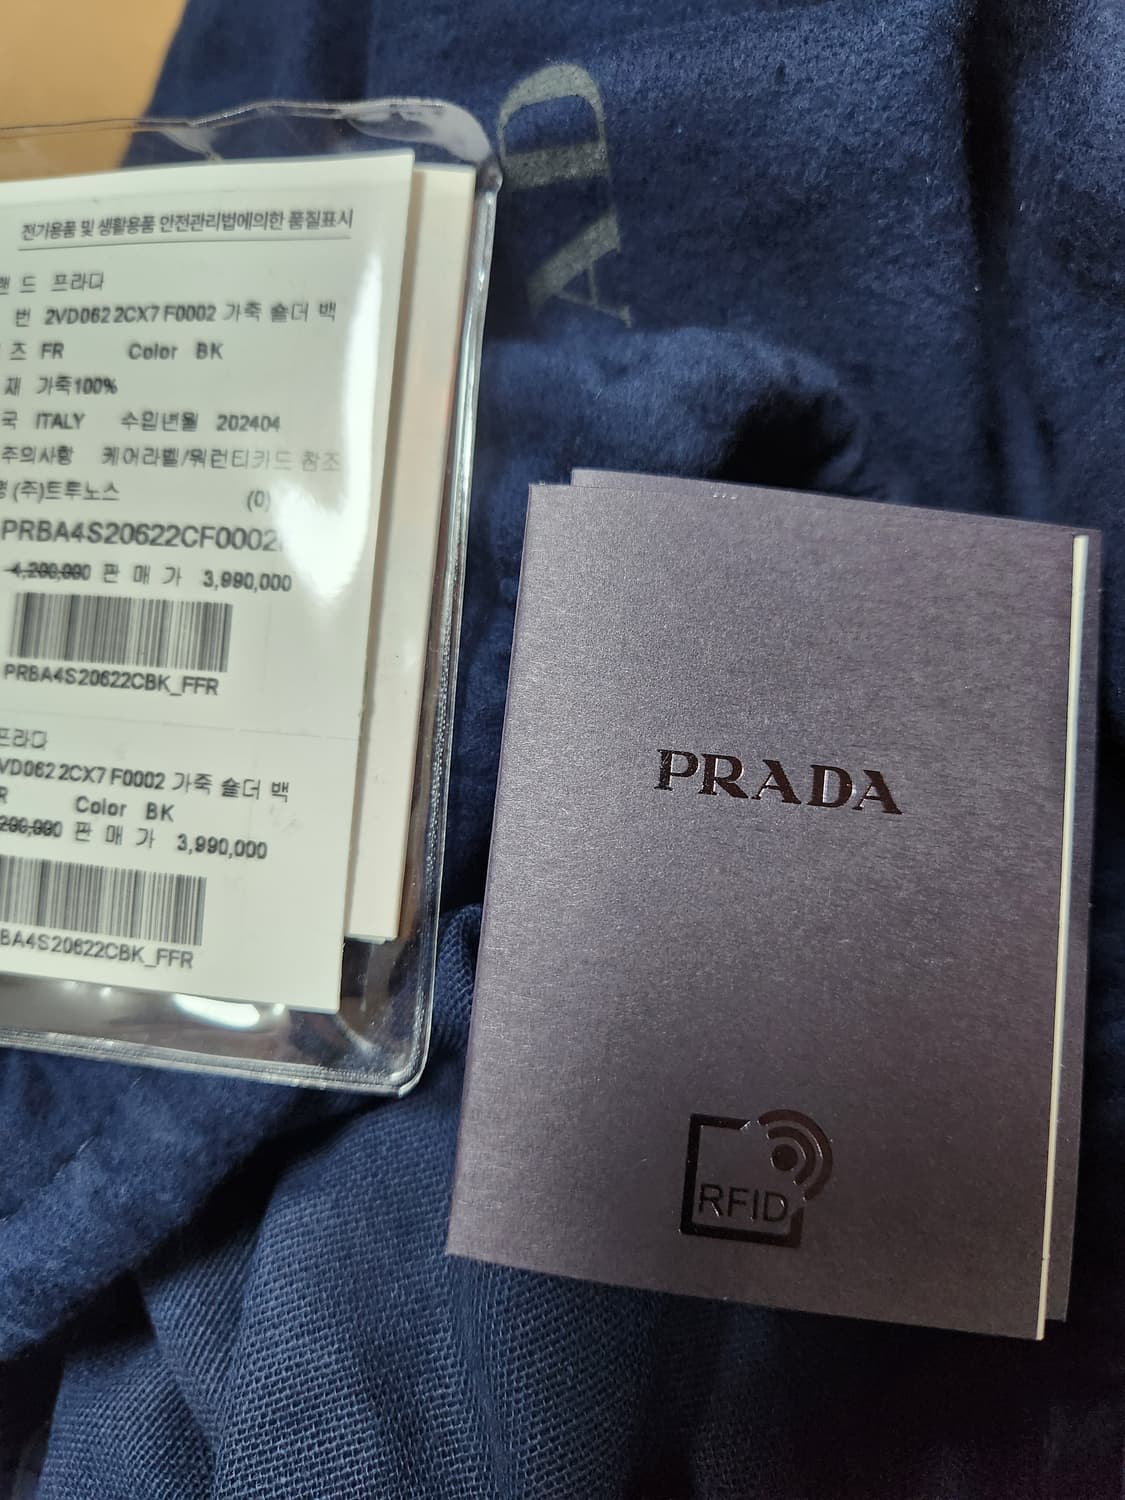 전기용품 및 생활용품 안전관리법에의한 품질표시
드 프라다
번 2VD062 2CX7 F0002 가죽 숄더 백
즈 FR Color BK
재 가죽100%
국 ITALY 수입년월 202404
주의사항 케어라벨/워런티카드 참조
(주)트루노스
PRBA4S20622CF0002
4,200,000 판 매 가 3,990,000
PRBA4S20622CBK_FFR
프라다
VD062 2CX7 F0002 가죽 숄더 백
R Color BK
200,000 판 매 가 3,990,000
BA4S20622CBK_FFR
AD
PRADA
RFID